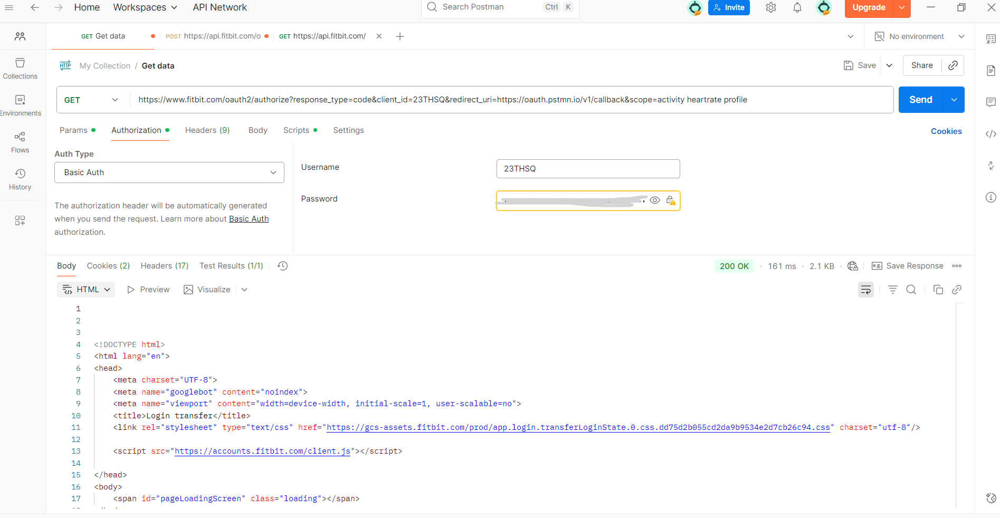 Home Workspaces API Network Search Postman Ctrl K Invite Upgrade
GET Get data POST https://api.fitbit.com/o GET https://api.fitbit.com/ No environment
HTTP My Collection / Get data Save Share
Collections
GET https://www.fitbit.com/oauth2/authorize?response_type=code&client_id=23THSQ&redirect_uri=https://oauth.pstmn.io/v1/callback&scope=activity heartrate profile Send
Environments
Params Authorization Headers (9) Body Scripts Settings Cookies
Flows
Auth Type
Username 23THSQ
Basic Auth
History
Password
The authorization header will be automatically generated
when you send the request. Learn more about Basic Auth
authorization.
Body Cookies (2) Headers (17) Test Results (1/1) 200 OK 161 ms 2.1 KB e.g. Save Response
HTML Preview Visualize
1
2
3
4 <!DOCTYPE html>
5 <html lang="en">
6 <head>
7 <meta charset="UTF-8">
8 <meta name="googlebot" content="noindex">
9 <meta name="viewport" content="width=device-width, initial-scale=1, user-scalable=no">
10 <title>Login transfer</title>
11 <link rel="stylesheet" type="text/css" href="https://gcs-assets.fitbit.com/prod/app.login.transferLoginState.0.css.dd75d2b055cd2da9b9534e2d7cb26c94.css" charset="utf-8"/>
12
13 <script src="https://accounts.fitbit.com/client.js"></script>
14
15 </head>
16 <body>
17 <span id="pageLoadingScreen" class="loading"></span>